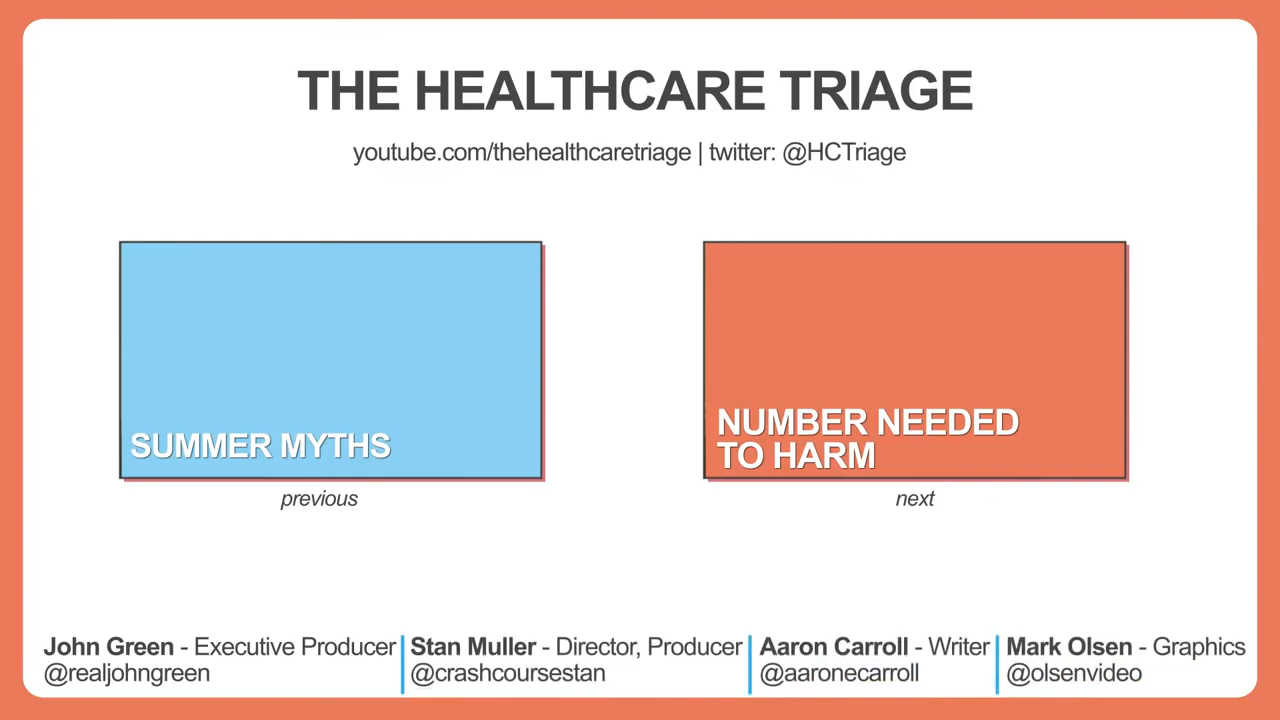 THE HEALTHCARE TRIAGE
youtube.com/thehealthcaretriage | twitter: @HCTriage
SUMMER MYTHS
previous
NUMBER NEEDED
TO HARM
next
John Green - Executive Producer
@realjohngreen
Stan Muller - Director, Producer
@crashcoursestan
Aaron Carroll - Writer
@aaronecarroll
Mark Olsen - Graphics
@olsenvideo